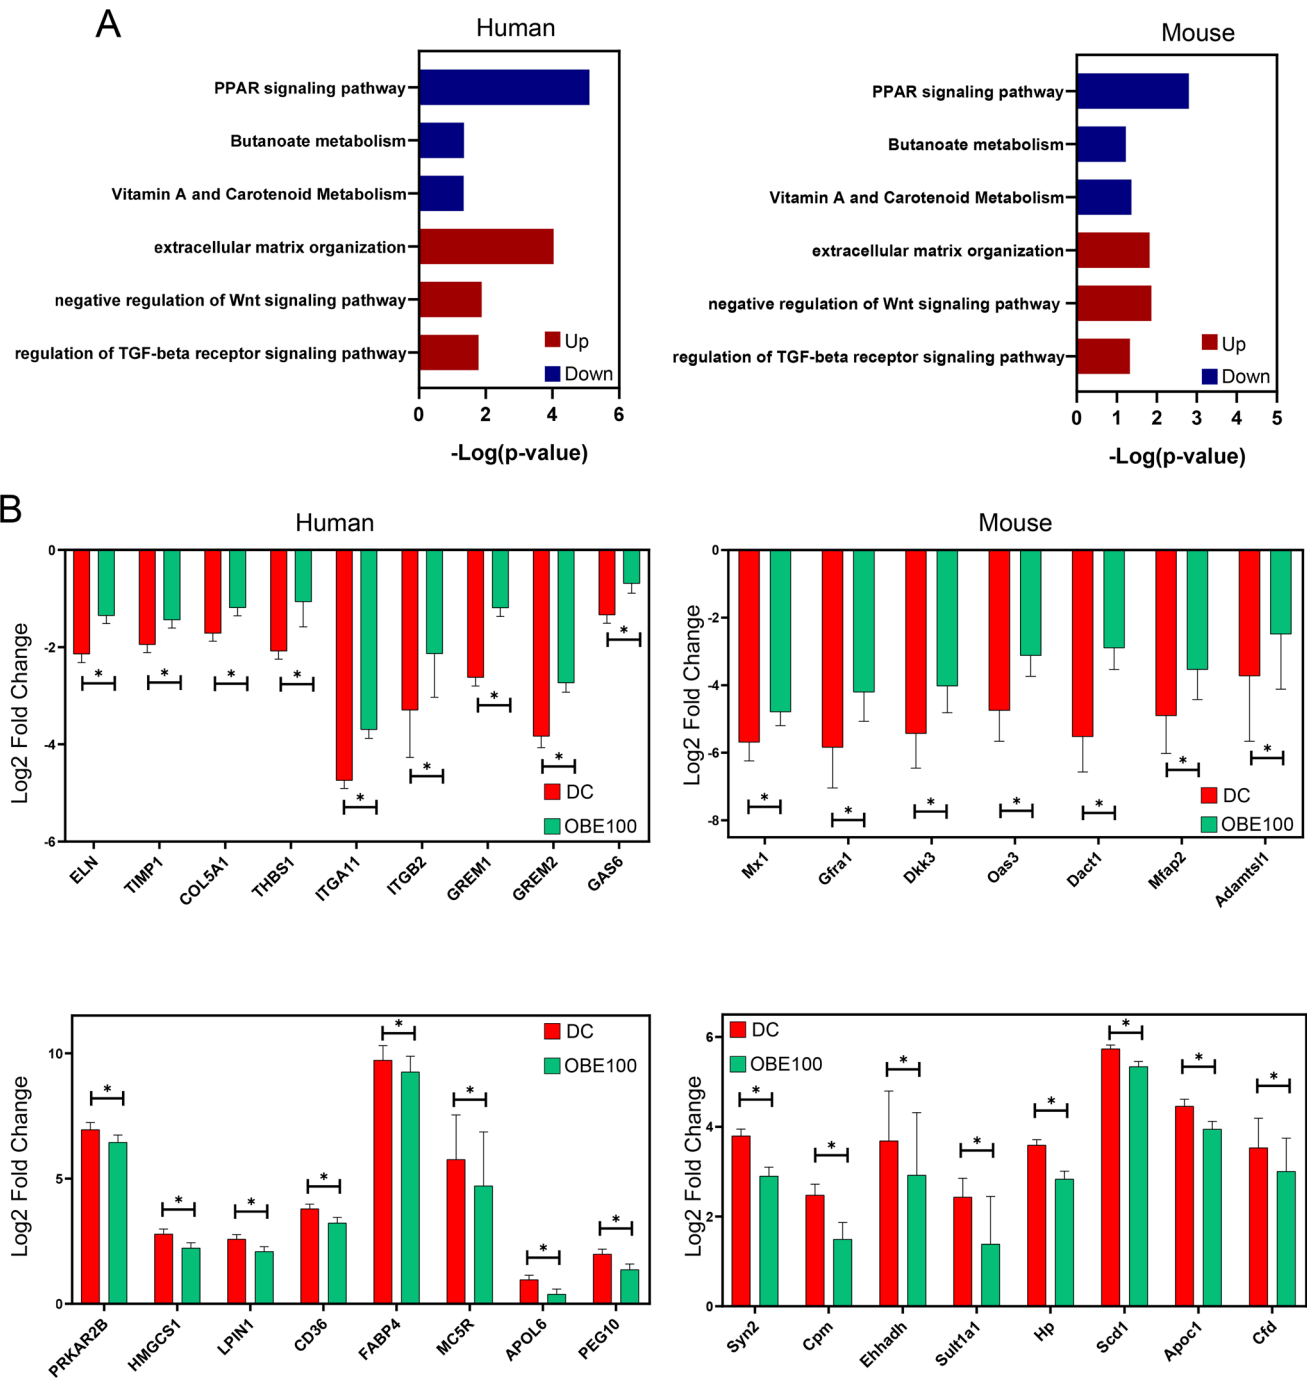 A
Human
PPAR signaling pathway
Butanoate metabolism
Vitamin A and Carotenoid Metabolism
extracellular matrix organization
negative regulation of Wnt signaling pathway
regulation of TGF-beta receptor signaling pathway
Up
Down
0 2 4 6
-Log(p-value)
Mouse
PPAR signaling pathway
Butanoate metabolism
Vitamin A and Carotenoid Metabolism
extracellular matrix organization
negative regulation of Wnt signaling pathway
regulation of TGF-beta receptor signaling pathway
Up
Down
0 1 2 3 4 5
-Log(p-value)
B
Human
Log2 Fold Change
0
-2
-4
-6
* * * * * * * * *
DC
OBE100
ELN TIMP1 COL5A1 THBS1 ITGA11 ITGB2 GREM1 GREM2 GAS6
Mouse
Log2 Fold Change
0
-2
-4
-6
-8
* * * * * * *
DC
OBE100
Mx1 Gfra1 Dkk3 Oas3 Dact1 Mfap2 Adamtsl1
Log2 Fold Change
10
5
0
* * * * * * * *
DC
OBE100
PRKAR2B HMGCS1 LPIN1 CD36 FABP4 MC5R APOL6 PEG10
Log2 Fold Change
6
4
2
0
* * * * * * * *
DC
OBE100
Syn2 Cpm Ehhadh Sult1a1 Hp Scd1 Apoc1 Cfd